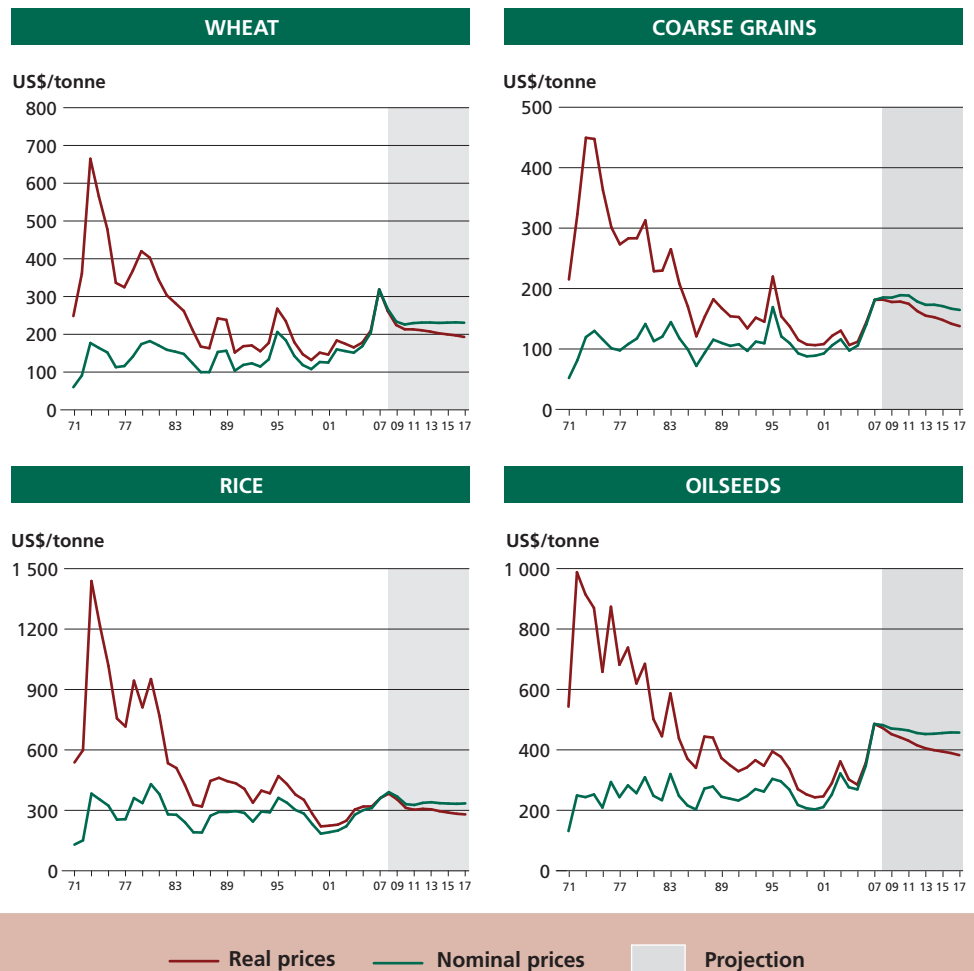 WHEAT
US$/tonne
800
700
600
500
400
300
200
100
0
71 77 83 89 95 01 07 09 11 13 15 17
COARSE GRAINS
US$/tonne
500
400
300
200
100
0
71 77 83 89 95 01 07 09 11 13 15 17
RICE
US$/tonne
1 500
1200
900
600
300
0
71 77 83 89 95 01 07 09 11 13 15 17
OILSEEDS
US$/tonne
1 000
800
600
400
200
0
71 77 83 89 95 01 07 09 11 13 15 17
Real prices Nominal prices Projection